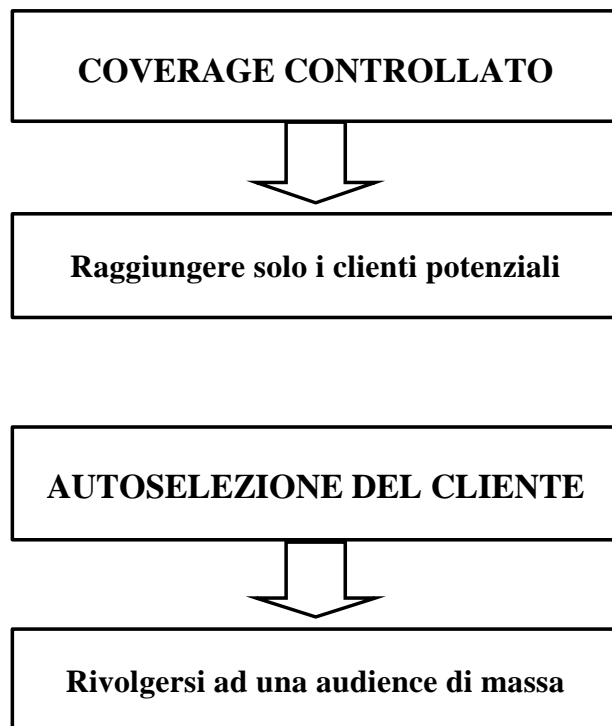 COVERAGE CONTROLLATO
Raggiungere solo i clienti potenziali
AUTOSELEZIONE DEL CLIENTE
Rivolgersi ad una audience di massa